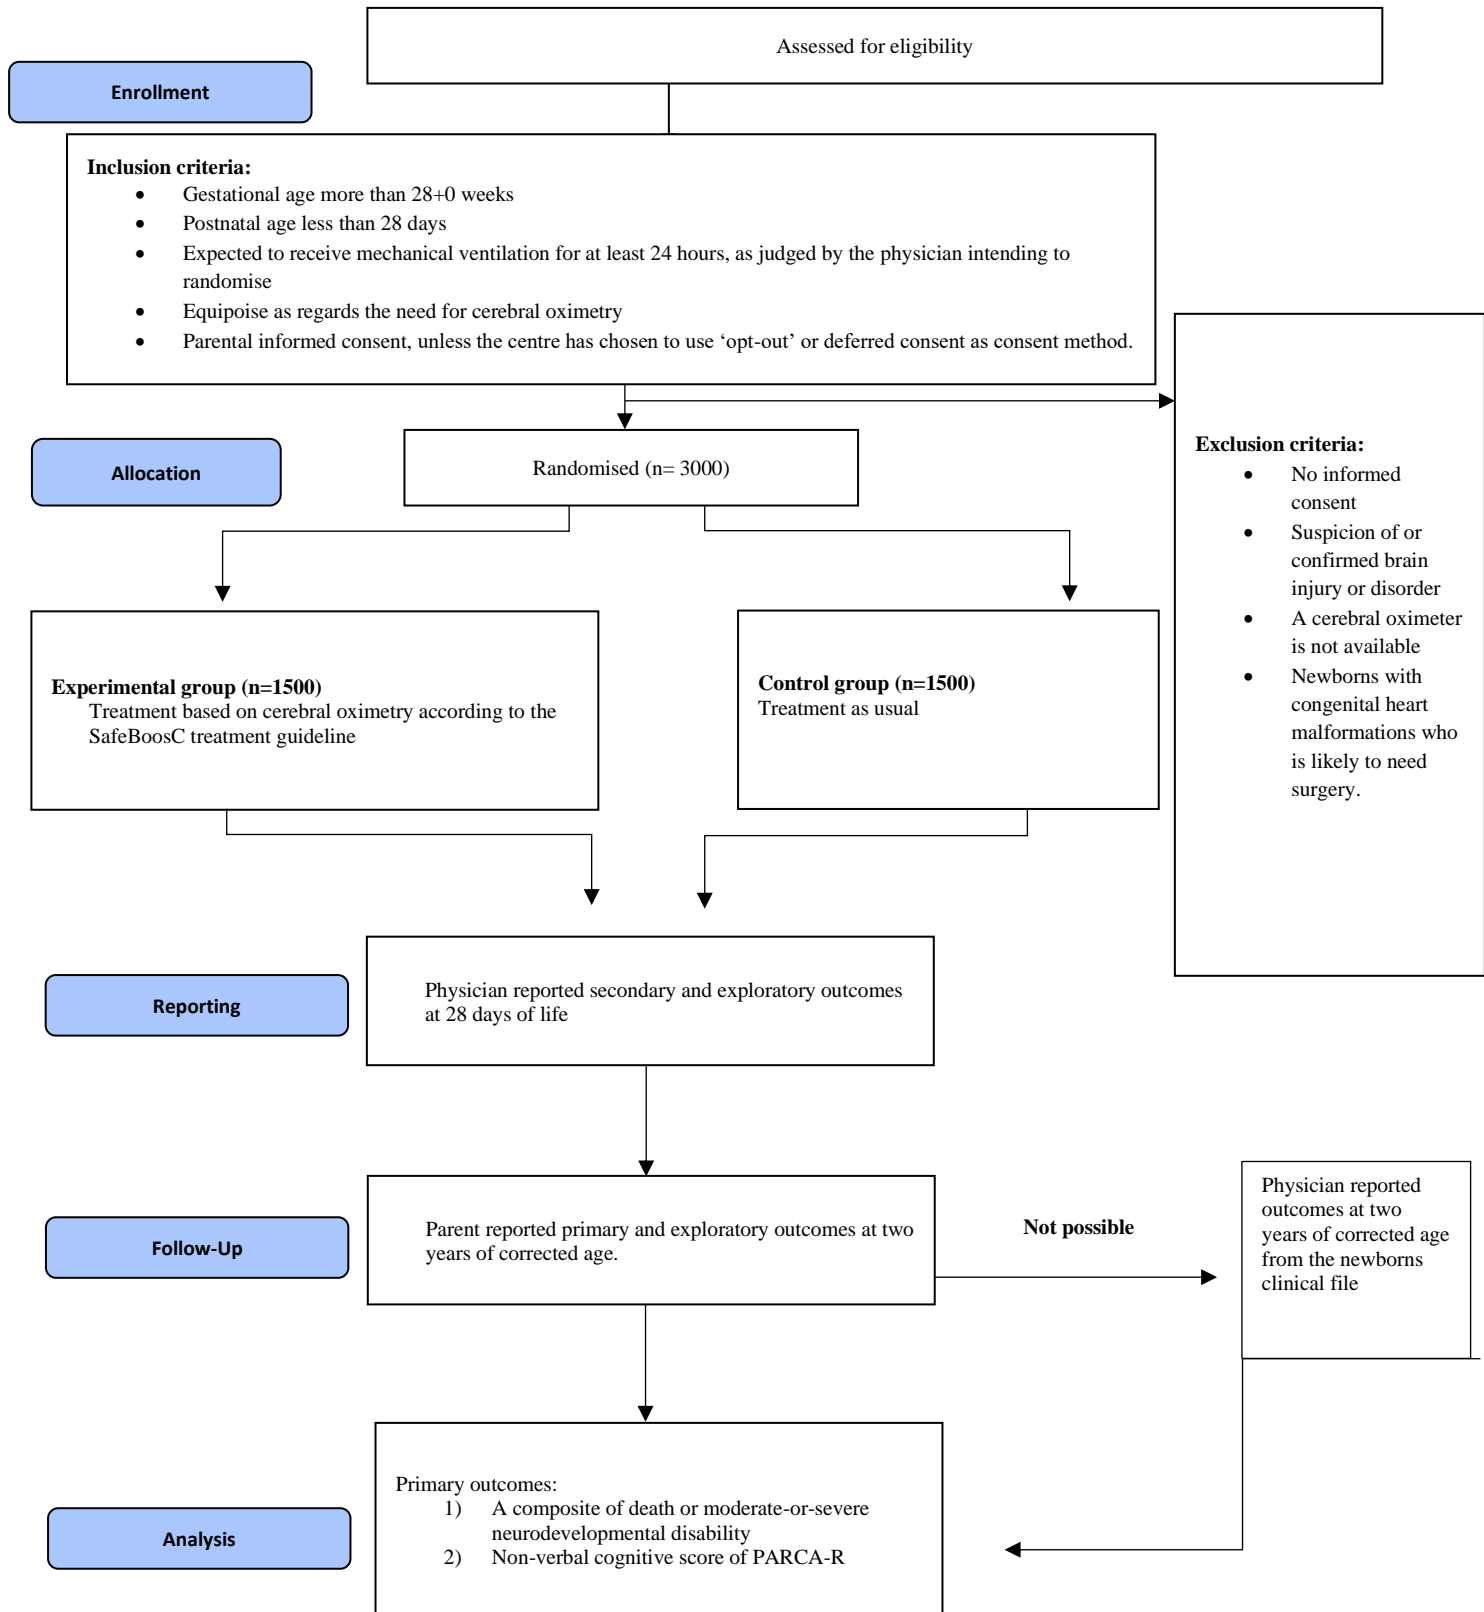 Assessed for eligibility
Enrollment
Inclusion criteria:
• Gestational age more than 28+0 weeks
• Postnatal age less than 28 days
• Expected to receive mechanical ventilation for at least 24 hours, as judged by the physician intending to
randomise
• Equipoise as regards the need for cerebral oximetry
• Parental informed consent, unless the centre has chosen to use ‘opt-out’ or deferred consent as consent method.
Exclusion criteria:
• No informed
consent
• Suspicion of or
confirmed brain
injury or disorder
• A cerebral oximeter
is not available
• Newborns with
congenital heart
malformations who
is likely to need
surgery.
Allocation
Randomised (n= 3000)
Experimental group (n=1500)
Treatment based on cerebral oximetry according to the
SafeBoosC treatment guideline
Control group (n=1500)
Treatment as usual
Reporting
Physician reported secondary and exploratory outcomes
at 28 days of life
Follow-Up
Parent reported primary and exploratory outcomes at two
years of corrected age.
Not possible
Physician reported
outcomes at two
years of corrected age
from the newborns
clinical file
Analysis
Primary outcomes:
1) A composite of death or moderate-or-severe
neurodevelopmental disability
2) Non-verbal cognitive score of PARCA-R